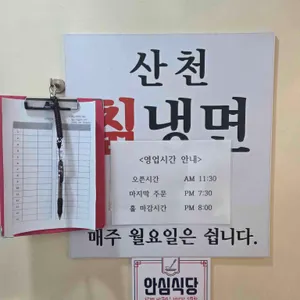 산천
칡냉면
<영업시간 안내>
오픈시간 AM 11:30
마지막 주문 PM 7:30
홀 마감시간 PM 8:00
매주 월요일은 쉽니다.
안심식당